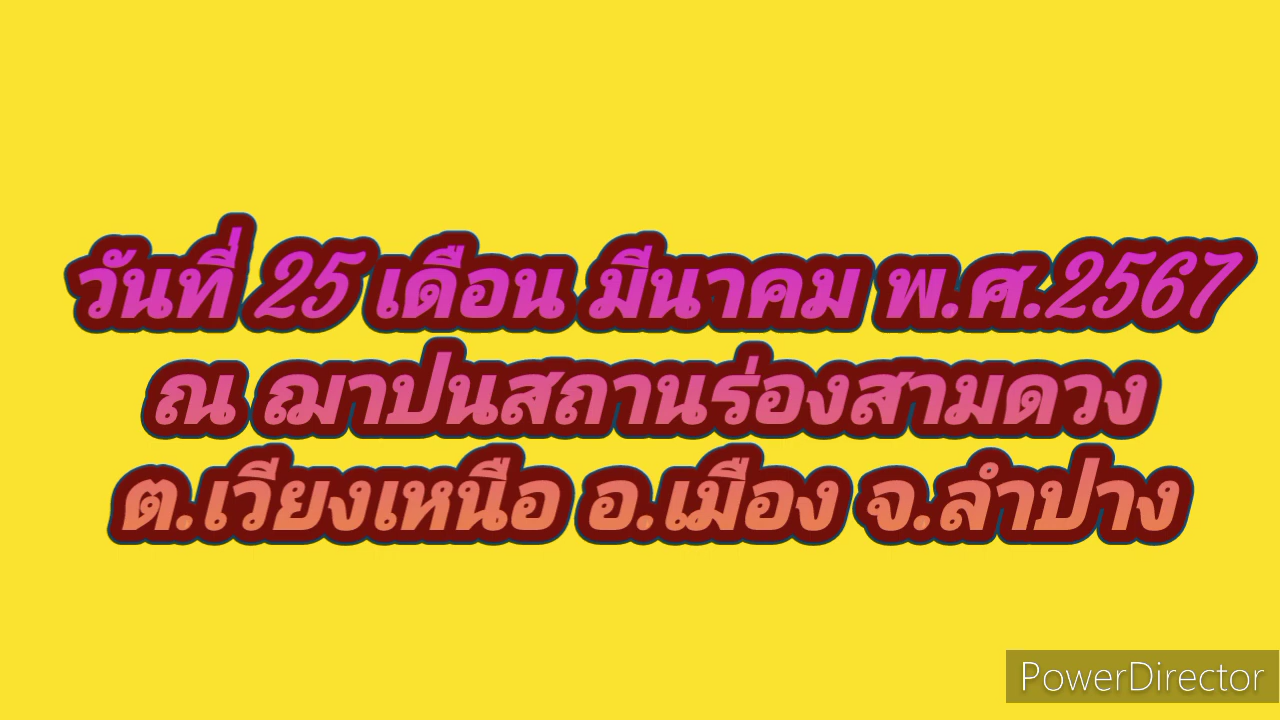 วันที่ 25 เดือน มีนาคม พ.ศ.2567
ณ ฌาปนสถานร่องสามดวง
ต.เวียงเหนือ อ.เมือง จ.ลำปาง
PowerDirector